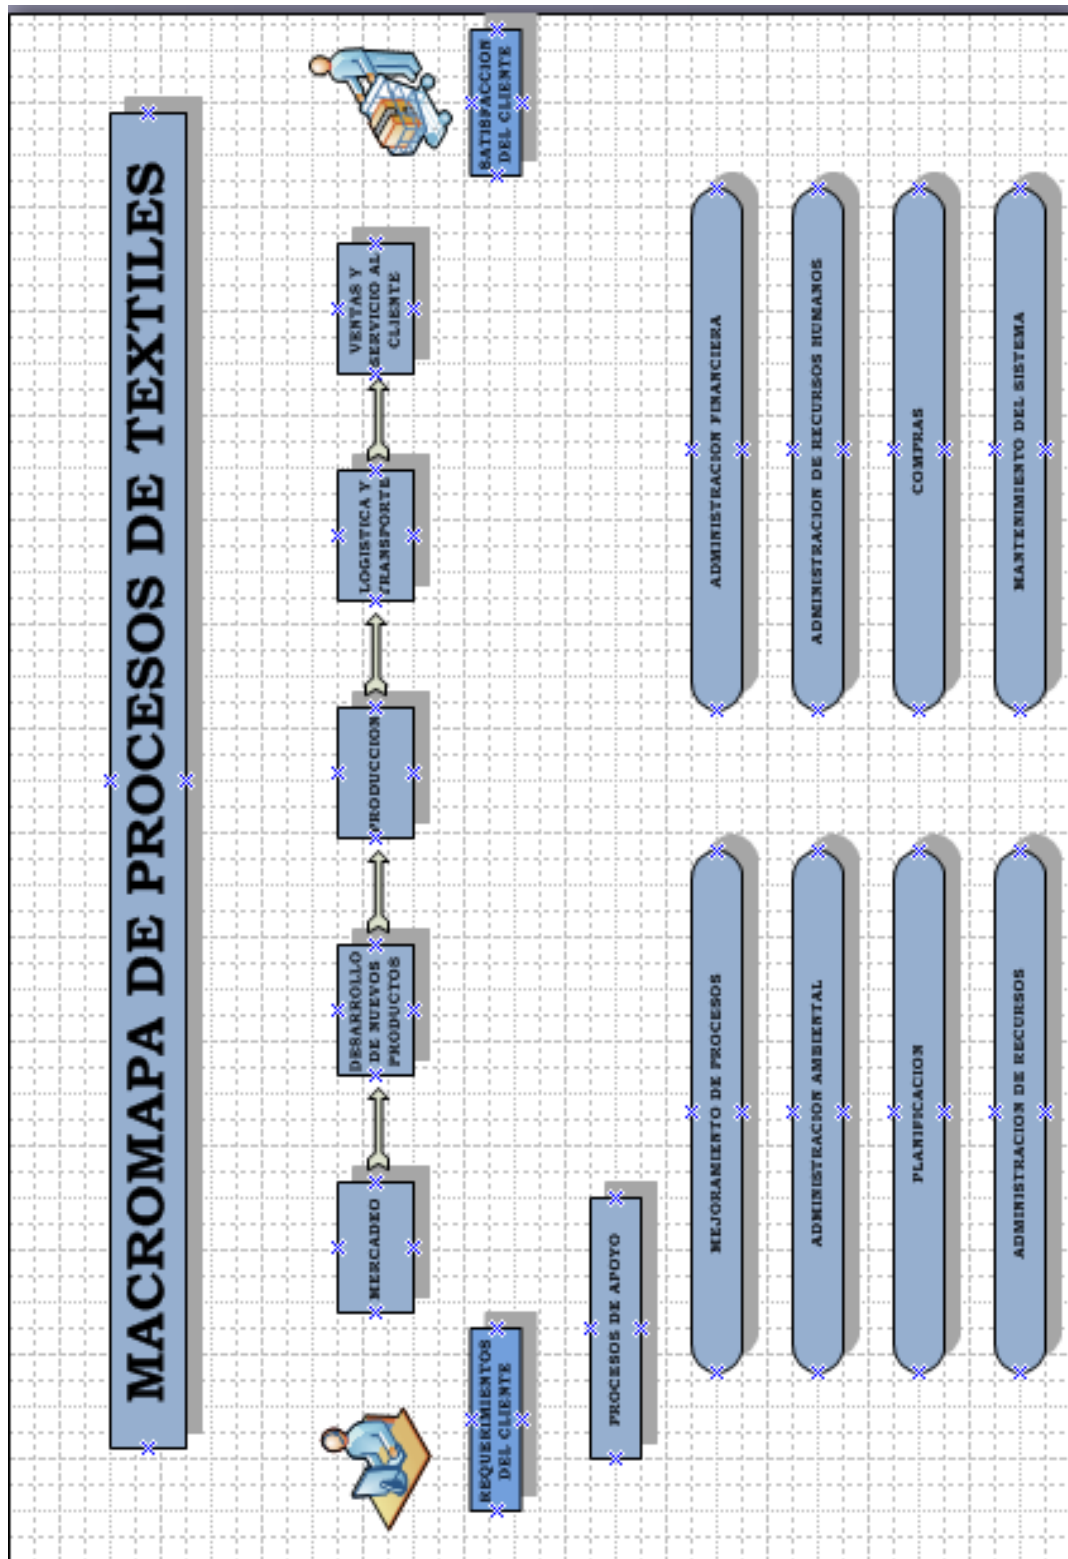 MACROMAPA DE PROCESOS DE TEXTILES
MERCADEO
DESARROLLO
DE NUEVOS
PRODUCTOS
PRODUCCION
LOGISTICA Y
TRANSPORTE
VENTAS Y
SERVICIO AL
CLIENTE
REQUERIMIENTOS
DEL CLIENTE
SATISFACCION
DEL CLIENTE
PROCESOS DE APOYO
MEJORAMIENTO DE PROCESOS
ADMINISTRACION FINANCIERA
ADMINISTRACION AMBIENTAL
ADMINISTRACION DE RECURSOS HUMANOS
PLANIFICACION
COMPRAS
ADMINISTRACION DE RECURSOS
MANTENIMIENTO DEL SISTEMA